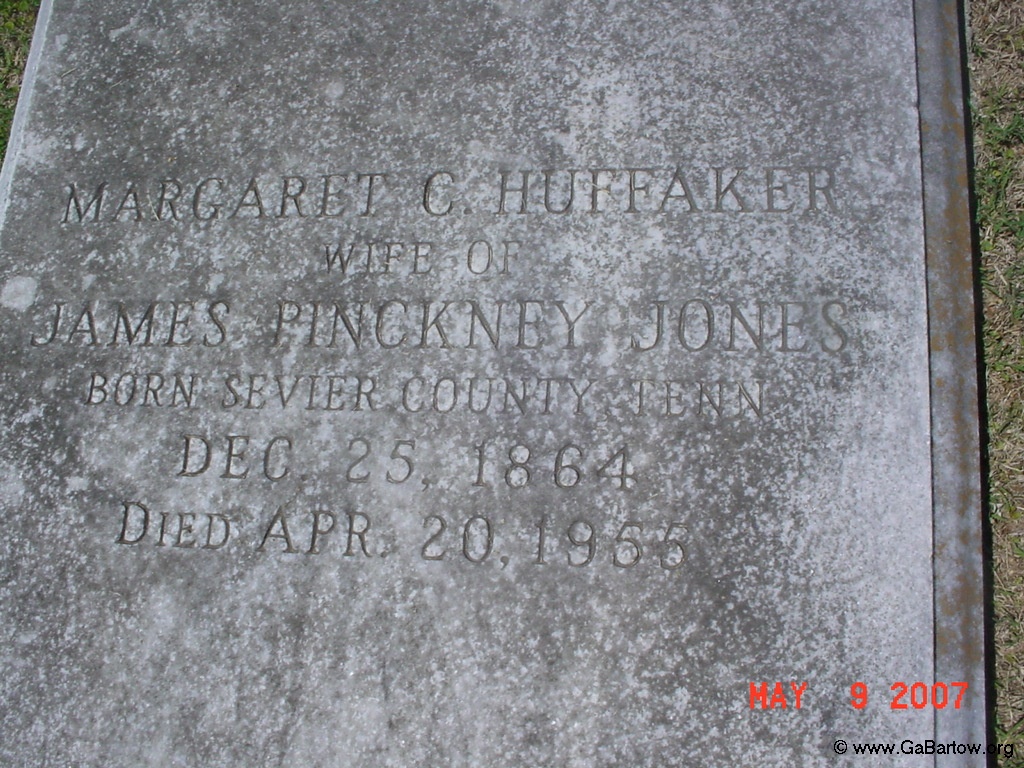 MARGARET C. HUFFAKER
WIFE OF
JAMES PINCKNEY JONES
BORN SEVIER COUNTY, TENN
DEC. 25, 1864
DIED APR. 20, 1955
MAY 9 2007
© www.GaBartow.org